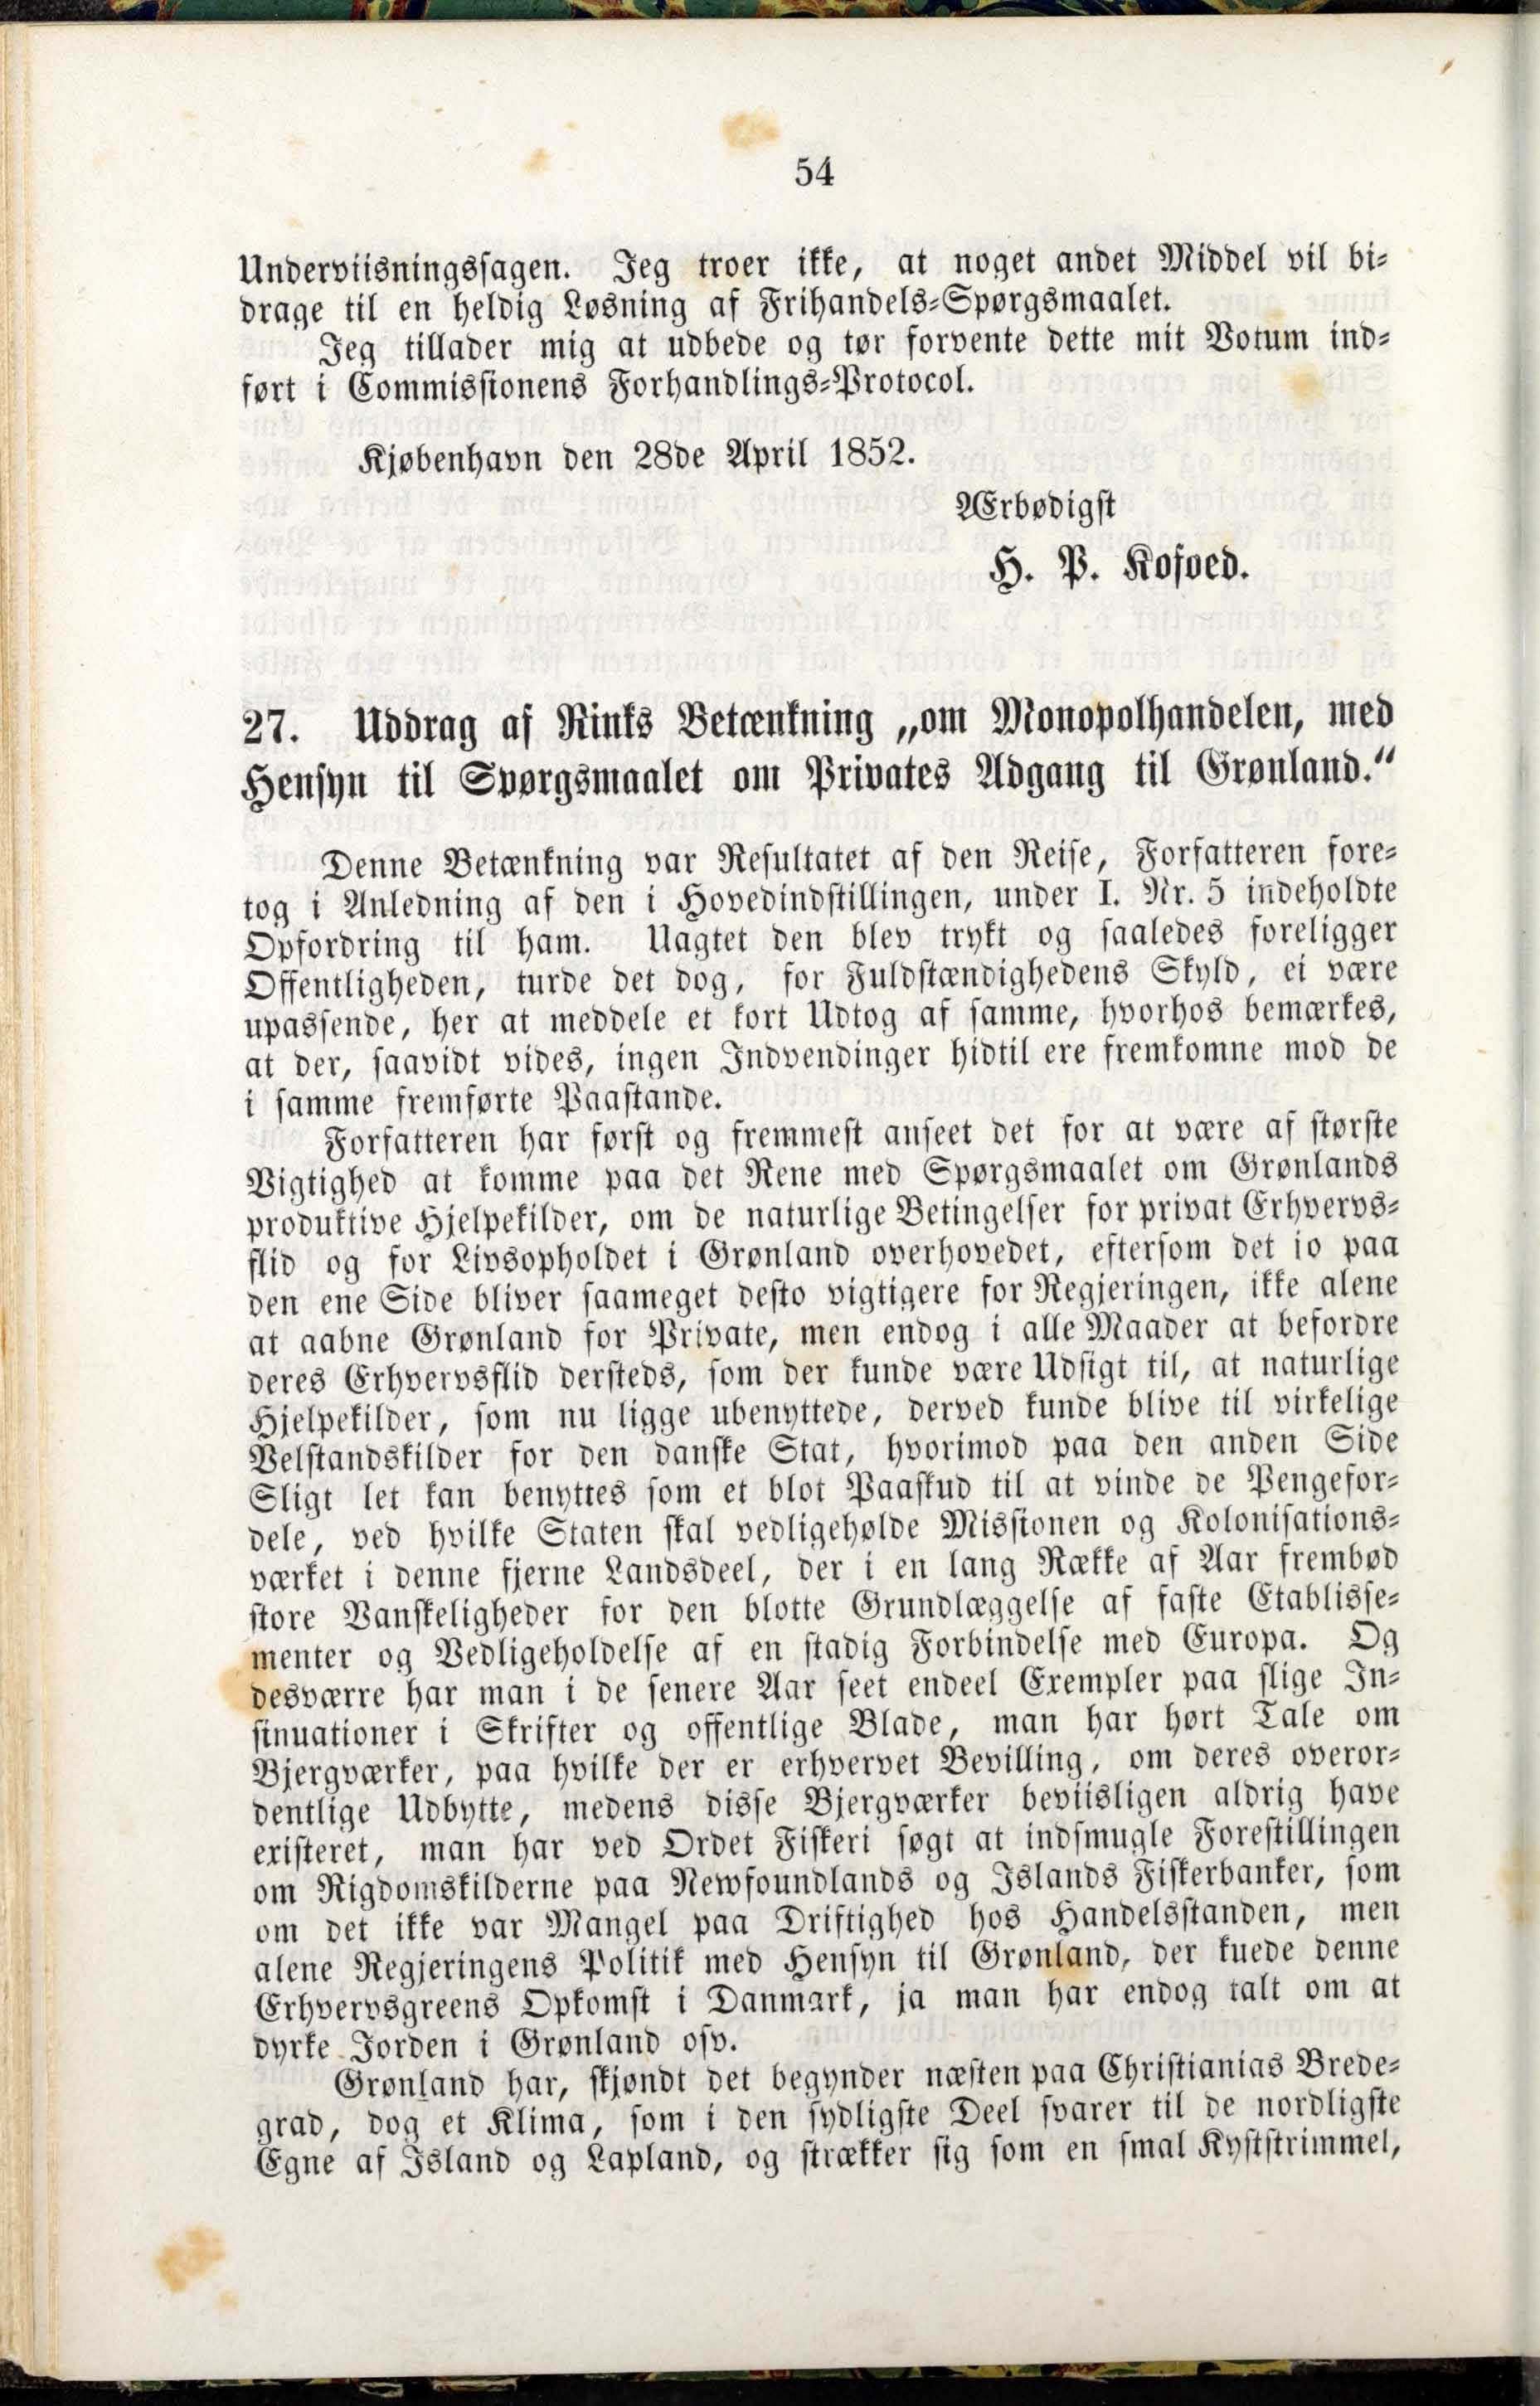 54
Underviisningssagen. Jeg troer ikke, at noget andet Middel vil bi-
drage til en heldig Løsning af Frihandels-Spørgsmaalet.
Jeg tillader mig at udbede og tør forvente dette mit Votum ind-
ført i Commissionens Forhandlings-Protocol.
Kjøbenhavn den 28de April 1852.
Ærbødigst
H. P. Kofoed.
27. Uddrag af Rinks Betænkning „om Monopolhandelen, med
Hensyn til Spørgsmaalet om Privates Adgang til Grønland.“
Denne Betænkning var Resultatet af den Reise, Forfatteren fore-
tog i Anledning af den i Hovedindstillingen, under I. Nr. 5 indeholdte
Opfordring til ham. Uagtet den blev trykt og saaledes foreligger
Offentligheden, turde det dog, for Fuldstændighedens Skyld, ei være
upassende, her at meddele et kort Udtog af samme, hvorhos bemærkes,
at der, saavidt vides, ingen Indvendinger hidtil ere fremkomne mod de
i samme fremførte Paastande.
Forfatteren har først og fremmest anseet det for at være af største
Vigtighed at komme paa det Rene med Spørgsmaalet om Grønlands
produktive Hjelpekilder, om de naturlige Betingelser for privat Erhvervs-
flid og for Livsopholdet i Grønland overhovedet, eftersom det jo paa
den ene Side bliver saameget desto vigtigere for Regjeringen, ikke alene
at aabne Grønland for Private, men endog i alle Maader at befordre
deres Erhvervsflid dersteds, som der kunde være Udsigt til, at naturlige
Hjelpekilder, som nu ligge ubenyttede, derved kunde blive til virkelige
Velstandskilder for den danske Stat, hvorimod paa den anden Side
Sligt let kan benyttes som et blot Paaskud til at vinde de Pengefor-
dele, ved hvilke Staten skal vedligehølde Missionen og Kolonisations-
værket i denne fjerne Landsdeel, der i en lang Række af Aar frembød
store Vanskeligheder for den blotte Grundlæggelse af faste Etablisse-
menter og Vedligeholdelse af en stadig Forbindelse med Europa. Og
desværre har man i de senere Aar seet endeel Exempler paa slige In-
sinuationer i Skrifter og offentlige Blade, man har hørt Tale om
Bjergværker, paa hvilke der er erhvervet Bevilling, om deres overor-
dentlige Udbytte, medens disse Bjergværker beviisligen aldrig have
existeret, man har ved Ordet Fiskeri søgt at indsmugle Forestillingen
om Rigdomskilderne paa Newfoundlands og Islands Fiskerbanker, som
om det ikke var Mangel paa Driftighed hos Handelsstanden, men
alene Regjeringens Politik med Hensyn til Grønland, der kuede denne
Erhvervsgreens Opkomst i Danmark, ja man har endog talt om at
dyrke Jorden i Grønland osv.
Grønland har, skjøndt det begynder næsten paa Christianias Brede-
grad, dog et Klima, som i den sydligste Deel svarer til de nordligste
Egne af Island og Lapland, og strækker sig som en smal Kyststrimmel,